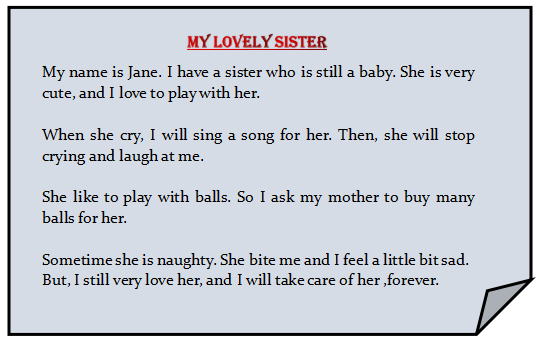 MY LOVELY SISTER
My name is Jane. I have a sister who is still a baby. She is very
cute, and I love to play with her.
When she cry, I will sing a song for her. Then, she will stop
crying and laugh at me.
She like to play with balls. So I ask my mother to buy many
balls for her.
Sometime she is naughty. She bite me and I feel a little bit sad.
But, I still very love her, and I will take care of her ,forever.